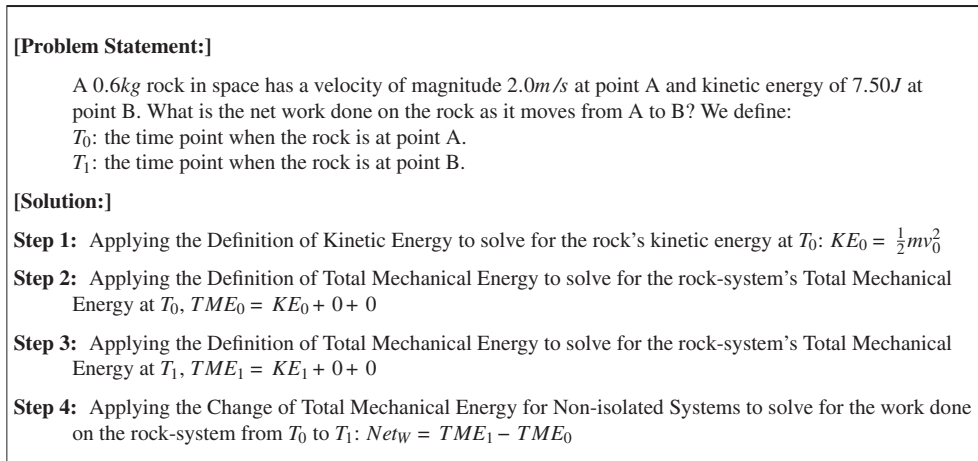 [Problem Statement:]
A 0.6kg rock in space has a velocity of magnitude 2.0m/s at point A and kinetic energy of 7.50J at
point B. What is the net work done on the rock as it moves from A to B? We define:
T₀: the time point when the rock is at point A.
T₁: the time point when the rock is at point B.
[Solution:]
Step 1: Applying the Definition of Kinetic Energy to solve for the rock's kinetic energy at T₀: KE₀ = ½mv₀²
Step 2: Applying the Definition of Total Mechanical Energy to solve for the rock-system's Total Mechanical
Energy at T₀, TME₀ = KE₀ + 0 + 0
Step 3: Applying the Definition of Total Mechanical Energy to solve for the rock-system's Total Mechanical
Energy at T₁, TME₁ = KE₁ + 0 + 0
Step 4: Applying the Change of Total Mechanical Energy for Non-isolated Systems to solve for the work done
on the rock-system from T₀ to T₁: Net_W = TME₁ − TME₀